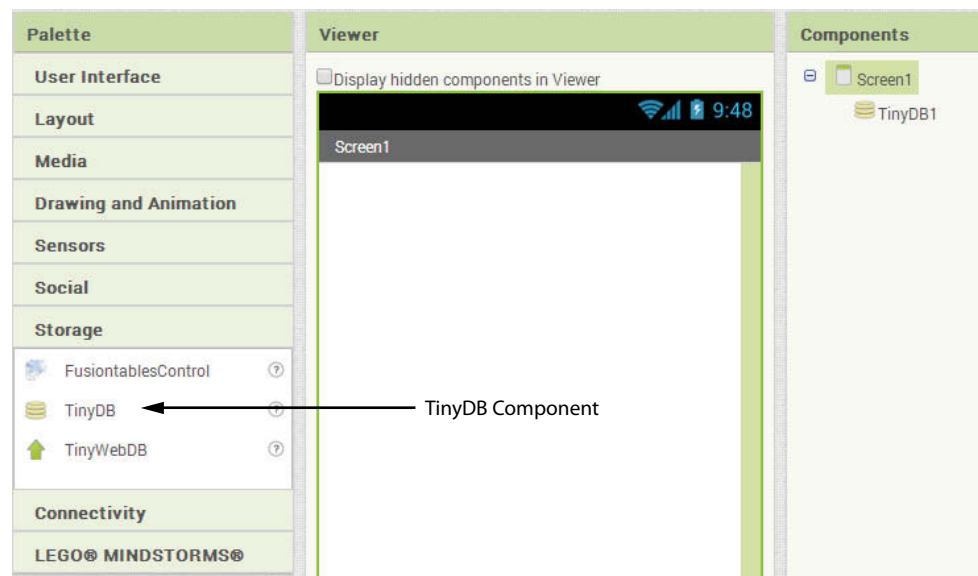 Palette
User Interface
Layout
Media
Drawing and Animation
Sensors
Social
Storage
FusiontablesControl ?
TinyDB ?
TinyWebDB ?
Connectivity
LEGO® MINDSTORMS®
Viewer
Display hidden components in Viewer
9:48
Screen1
TinyDB Component
Components
Screen1
TinyDB1